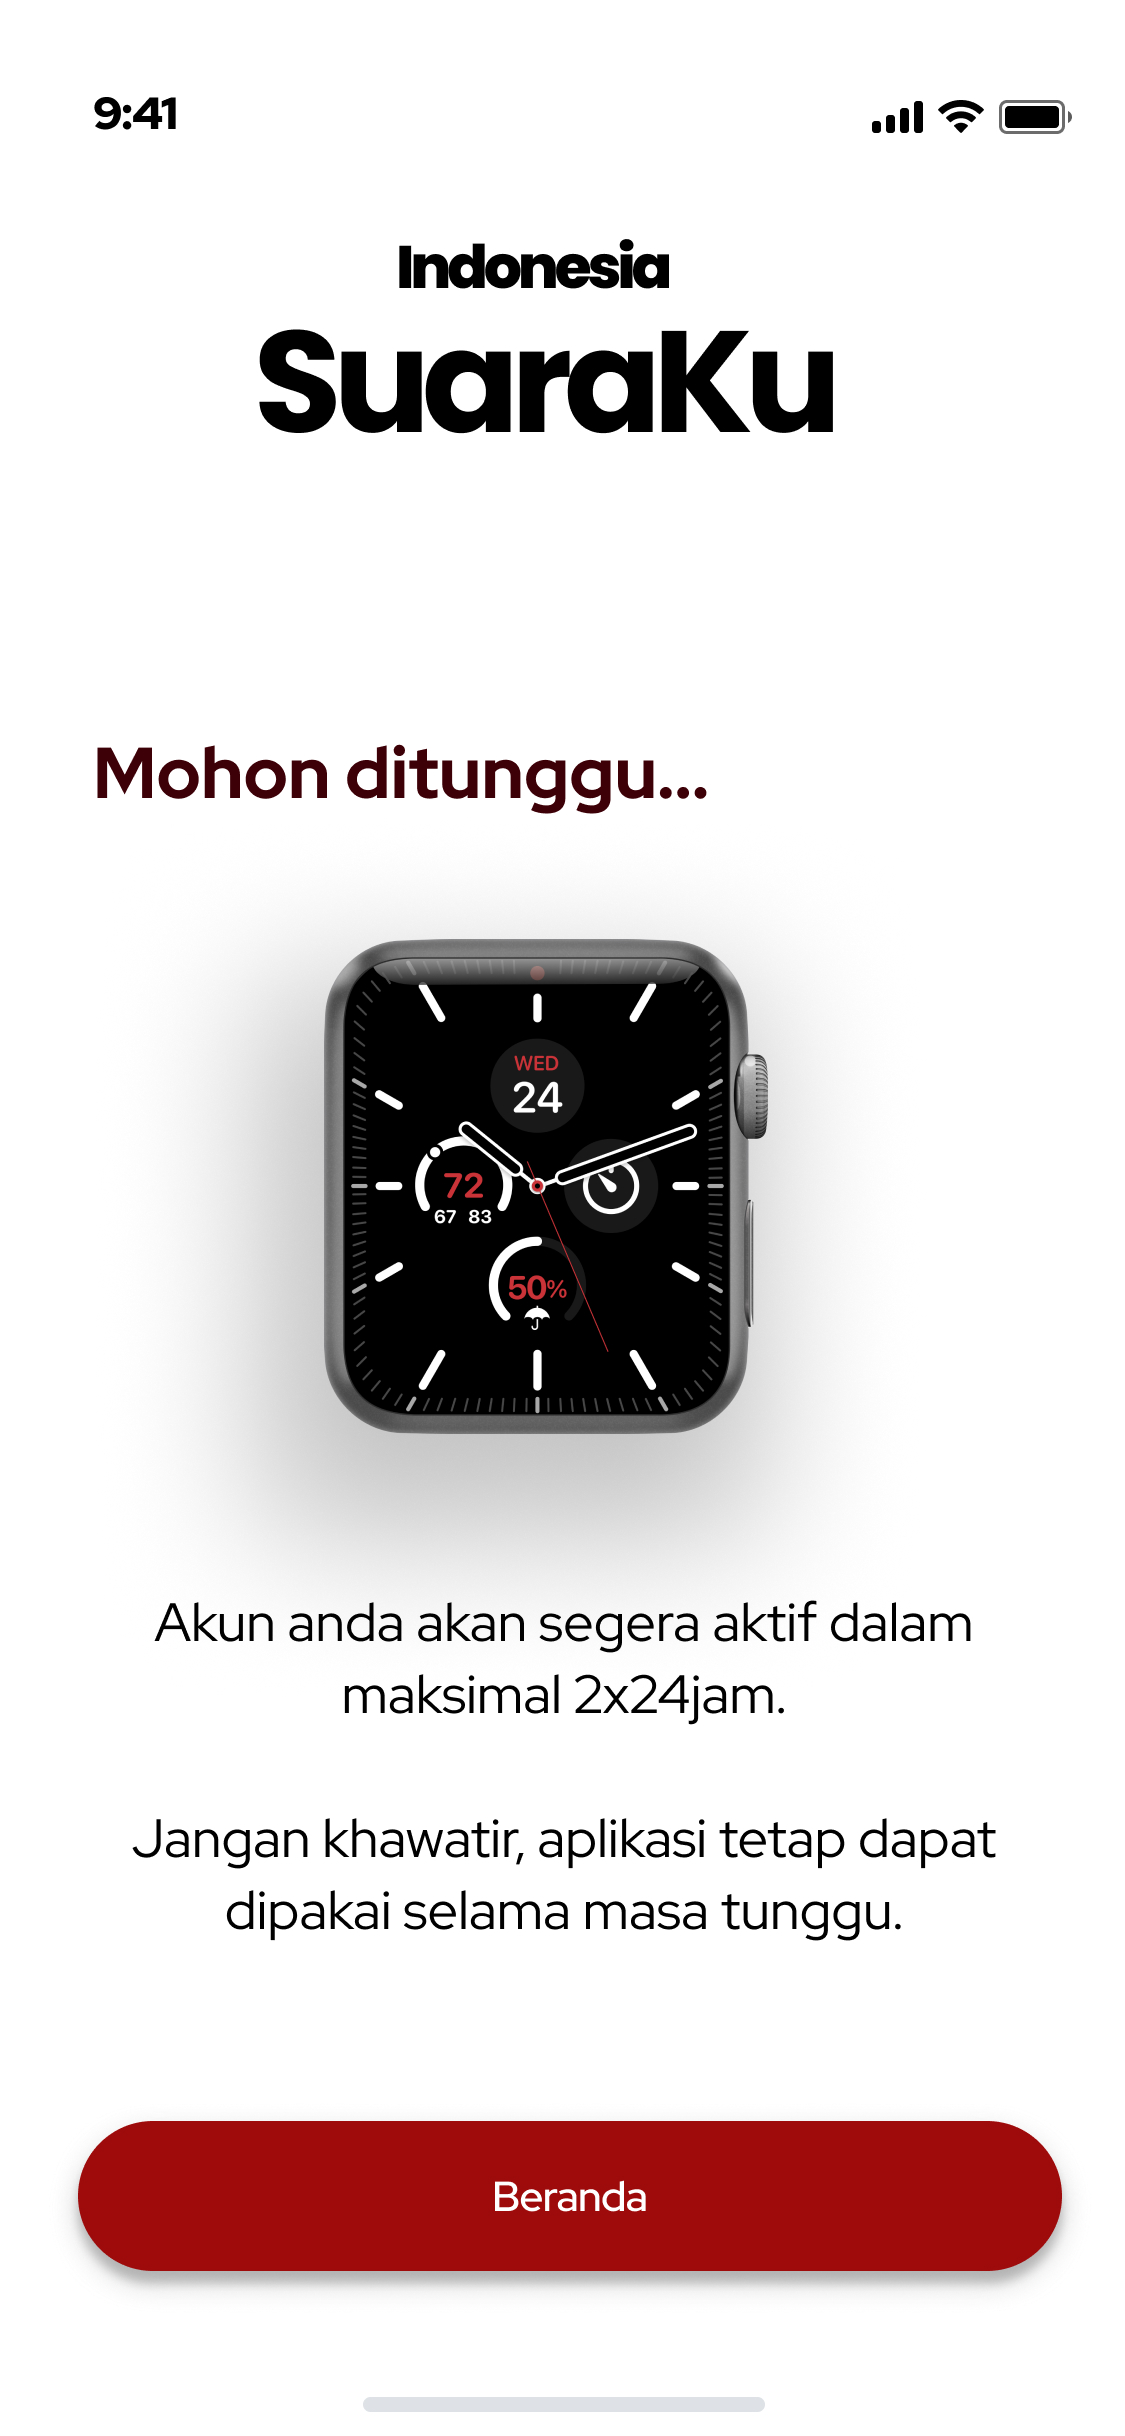 9:41
Indonesia
SuaraKu
Mohon ditunggu...
WED
24
72
67 83
50%
Akun anda akan segera aktif dalam
maksimal 2x24jam.
Jangan khawatir, aplikasi tetap dapat
dipakai selama masa tunggu.
Beranda